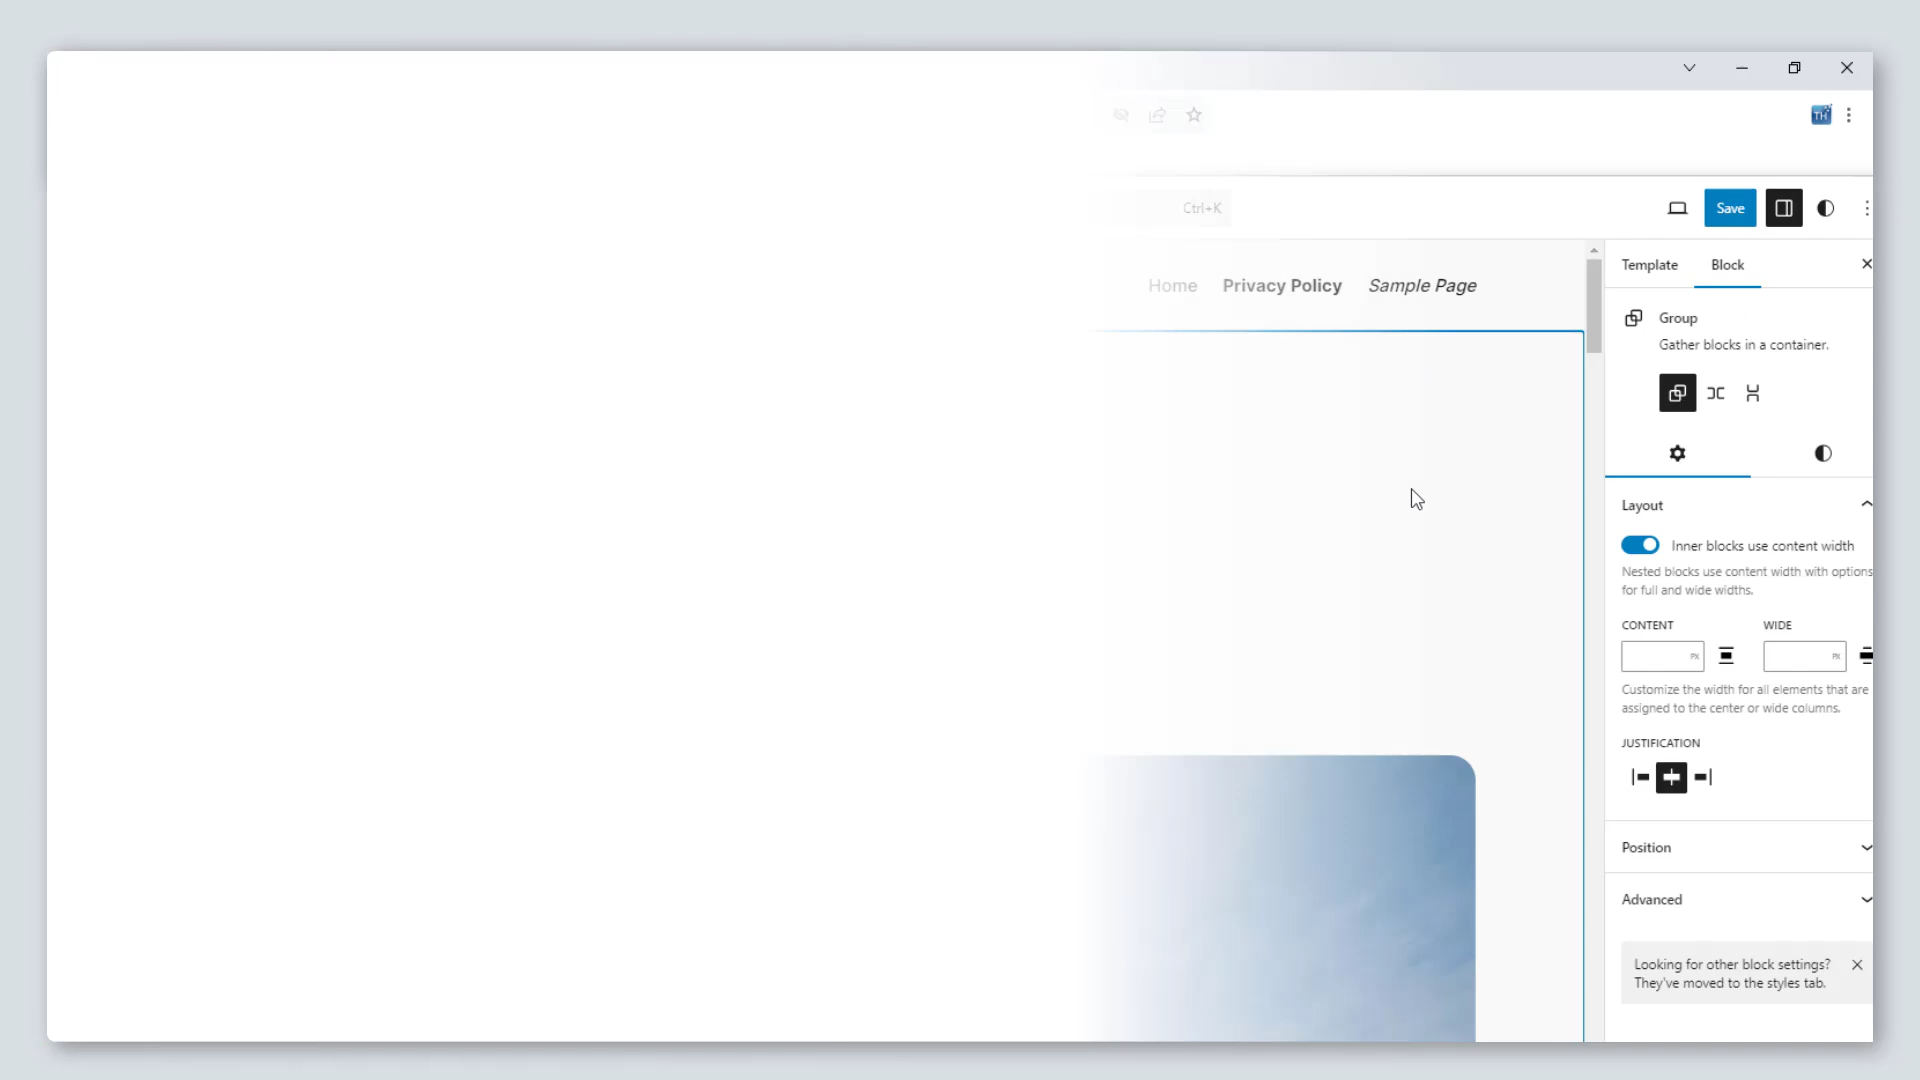 TH
Ctrl+K
Save
Template Block
Home Privacy Policy Sample Page
Group
Gather blocks in a container.
Layout
Inner blocks use content width
Nested blocks use content width with options
for full and wide widths.
CONTENT WIDE
PX PX
Customize the width for all elements that are
assigned to the center or wide columns.
JUSTIFICATION
Position
Advanced
Looking for other block settings?
They've moved to the styles tab.